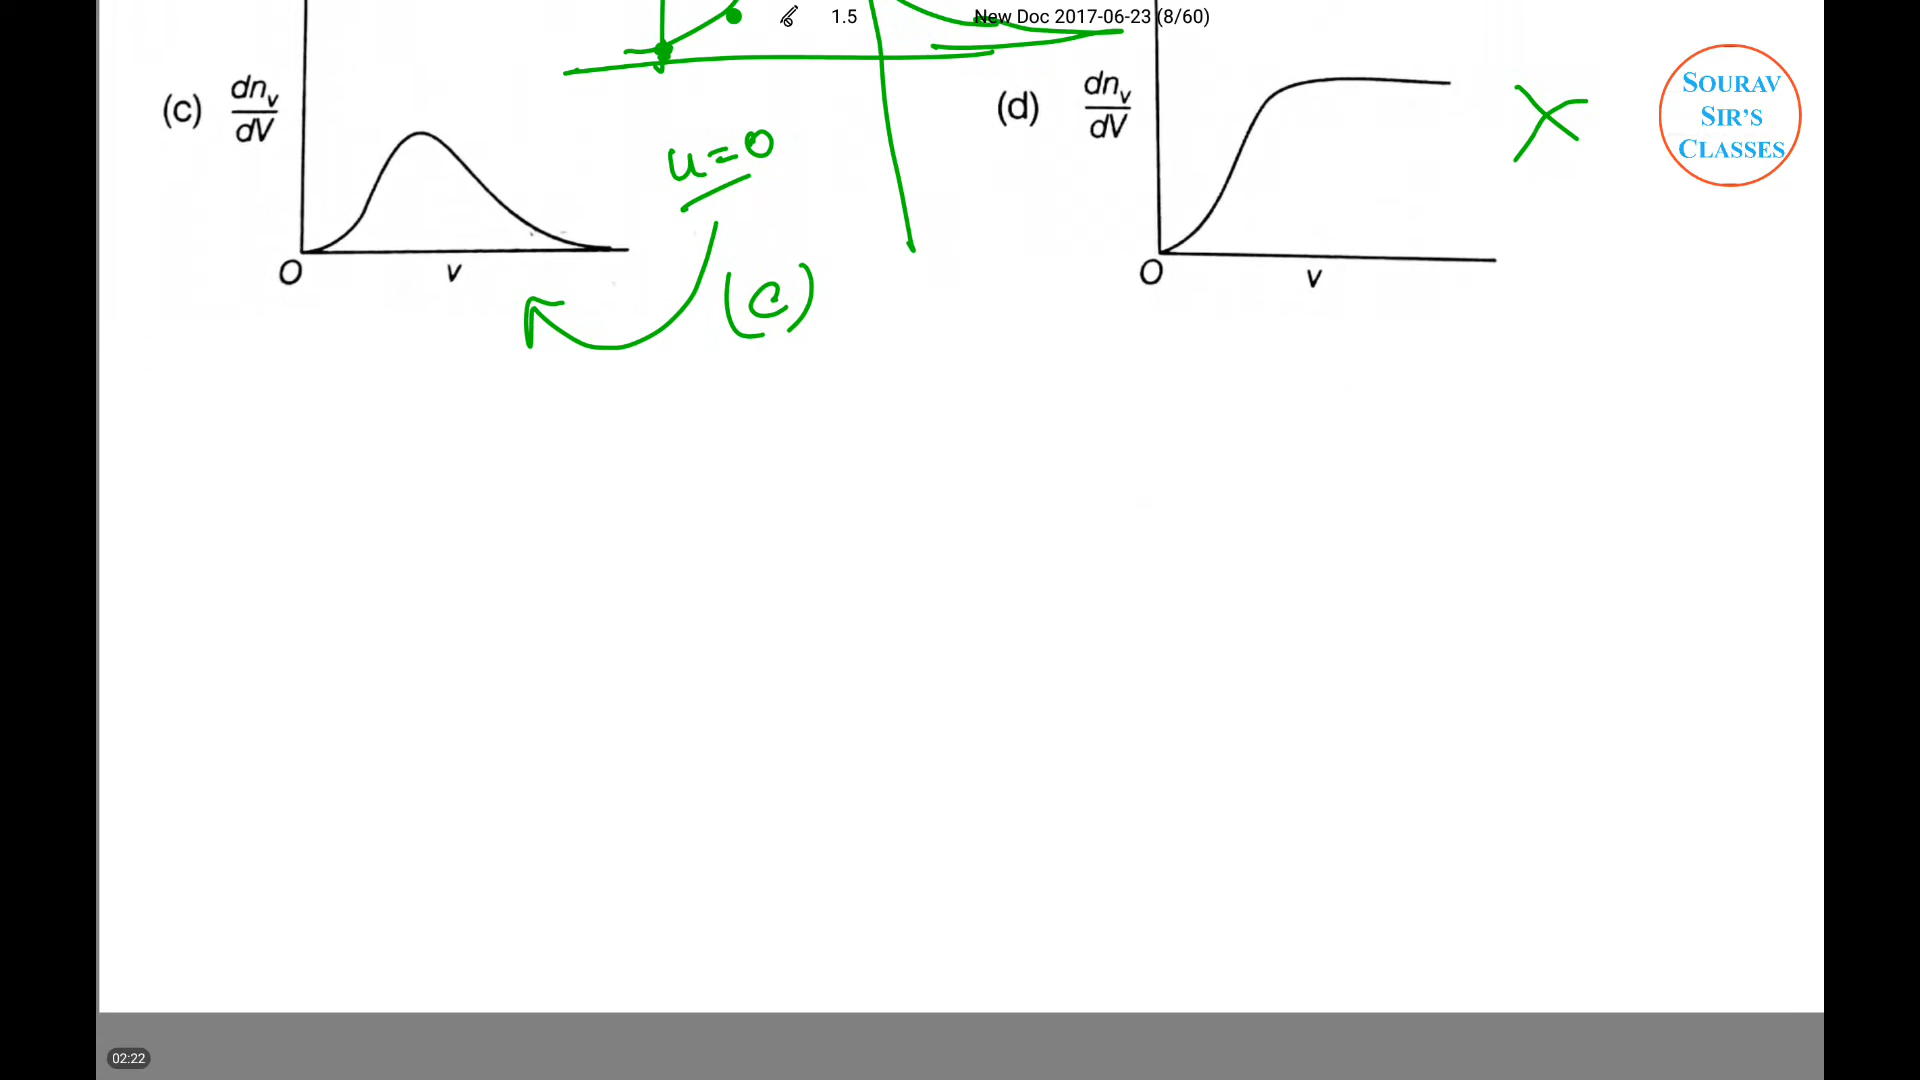 1.5 New Doc 2017-06-23 (8/60)
(c) dn_v/dV
O v
u=0
(c)
(d) dn_v/dV
O v
SOURAV
SIR'S
CLASSES
02:22